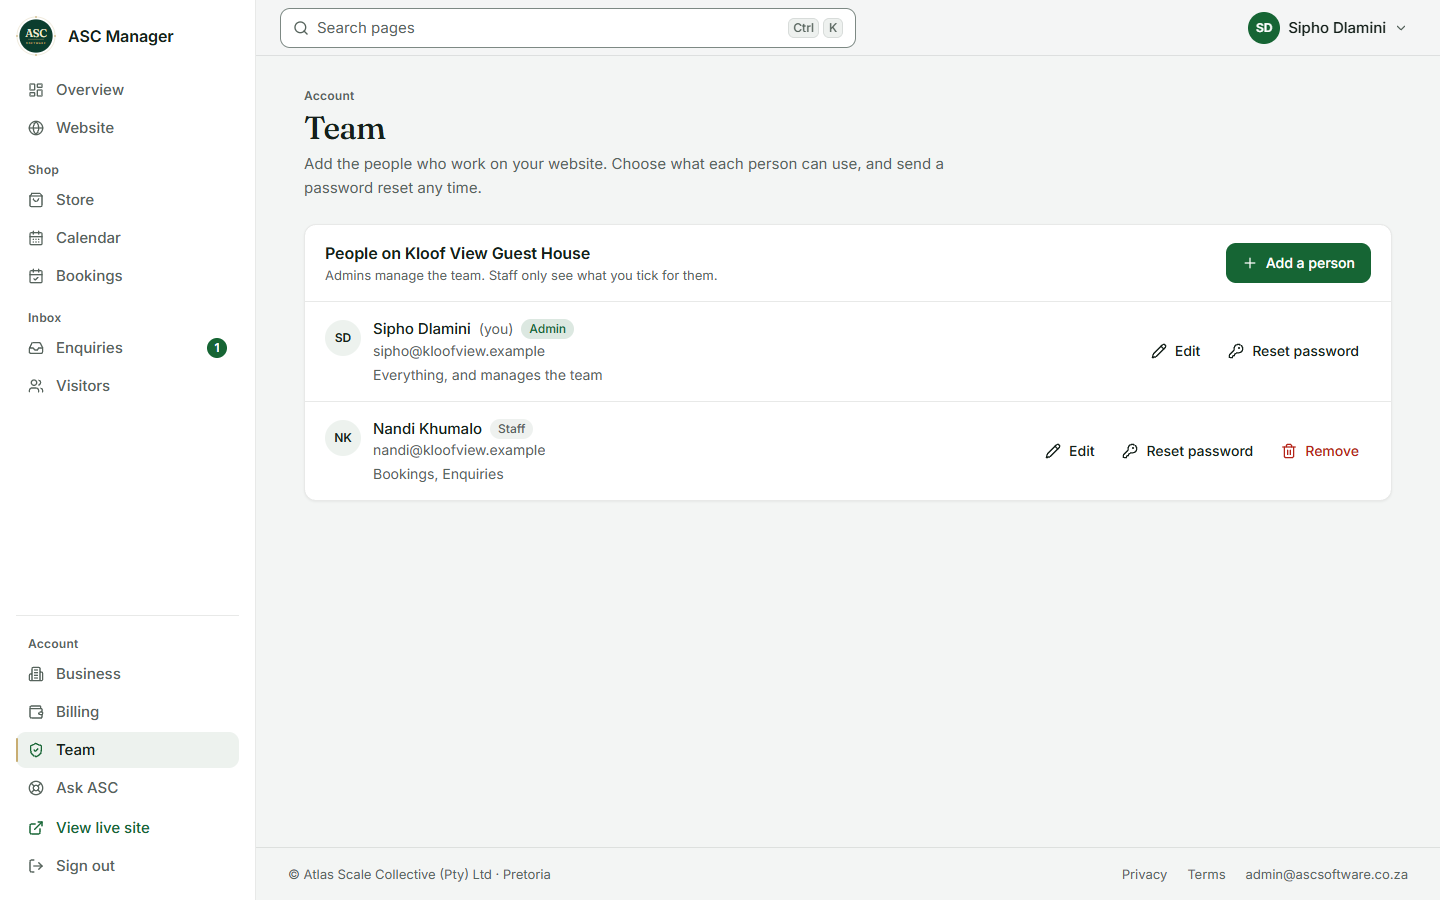 ASC
ASC Manager
Search pages
Ctrl K
SD Sipho Dlamini
Overview
Website
Shop
Store
Calendar
Bookings
Inbox
Enquiries 1
Visitors
Account
Business
Billing
Team
Ask ASC
View live site
Sign out
Account
Team
Add the people who work on your website. Choose what each person can use, and send a
password reset any time.
People on Kloof View Guest House
Admins manage the team. Staff only see what you tick for them.
Add a person
SD
Sipho Dlamini (you) Admin
sipho@kloofview.example
Everything, and manages the team
Edit Reset password
NK
Nandi Khumalo Staff
nandi@kloofview.example
Bookings, Enquiries
Edit Reset password Remove
© Atlas Scale Collective (Pty) Ltd · Pretoria
Privacy Terms admin@ascsoftware.co.za